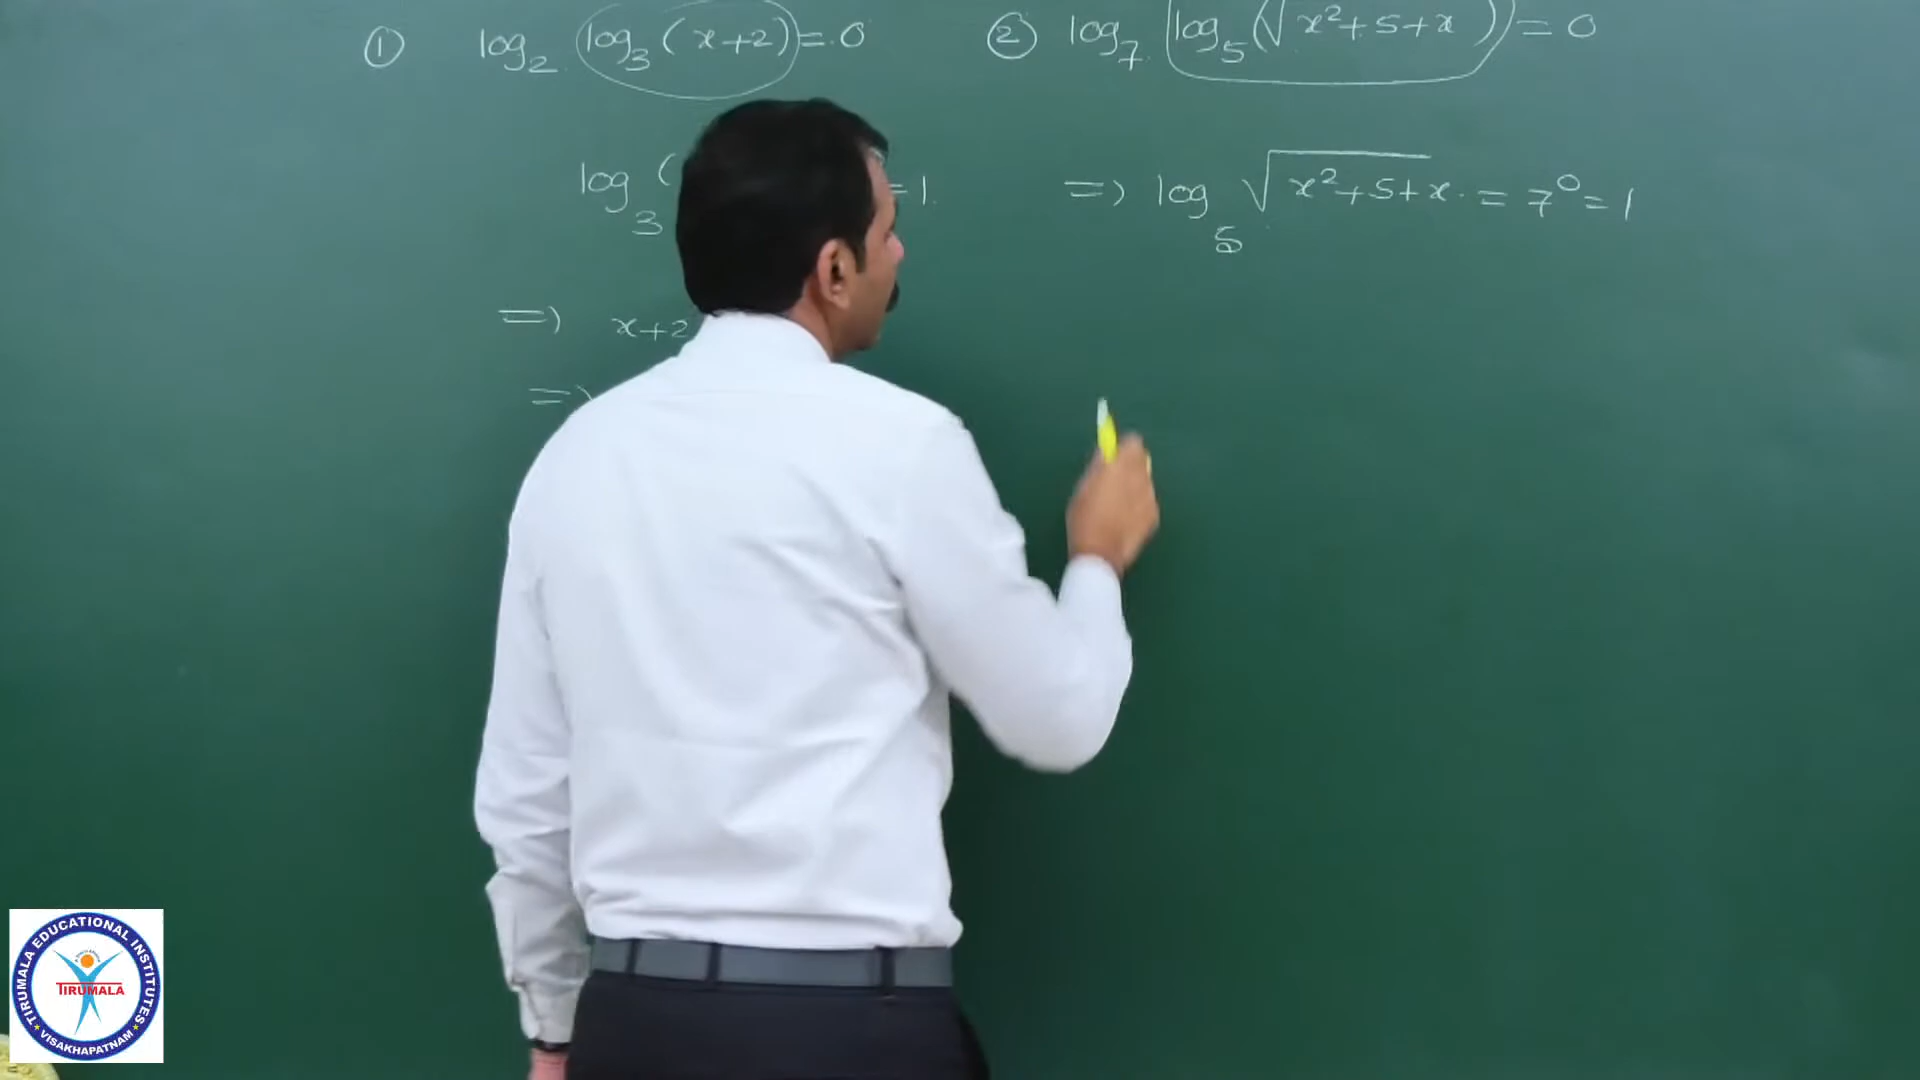 ① log₂ log₃(x+2) = 0
log₃( = 1
=) x+2
=)
② log₇ log₅(√x²+5+x) = 0
=) log₅ √x²+5+x = 7⁰ = 1
TIRUMALA EDUCATIONAL INSTITUTES
TIRUMALA
★ VISAKHAPATNAM ★